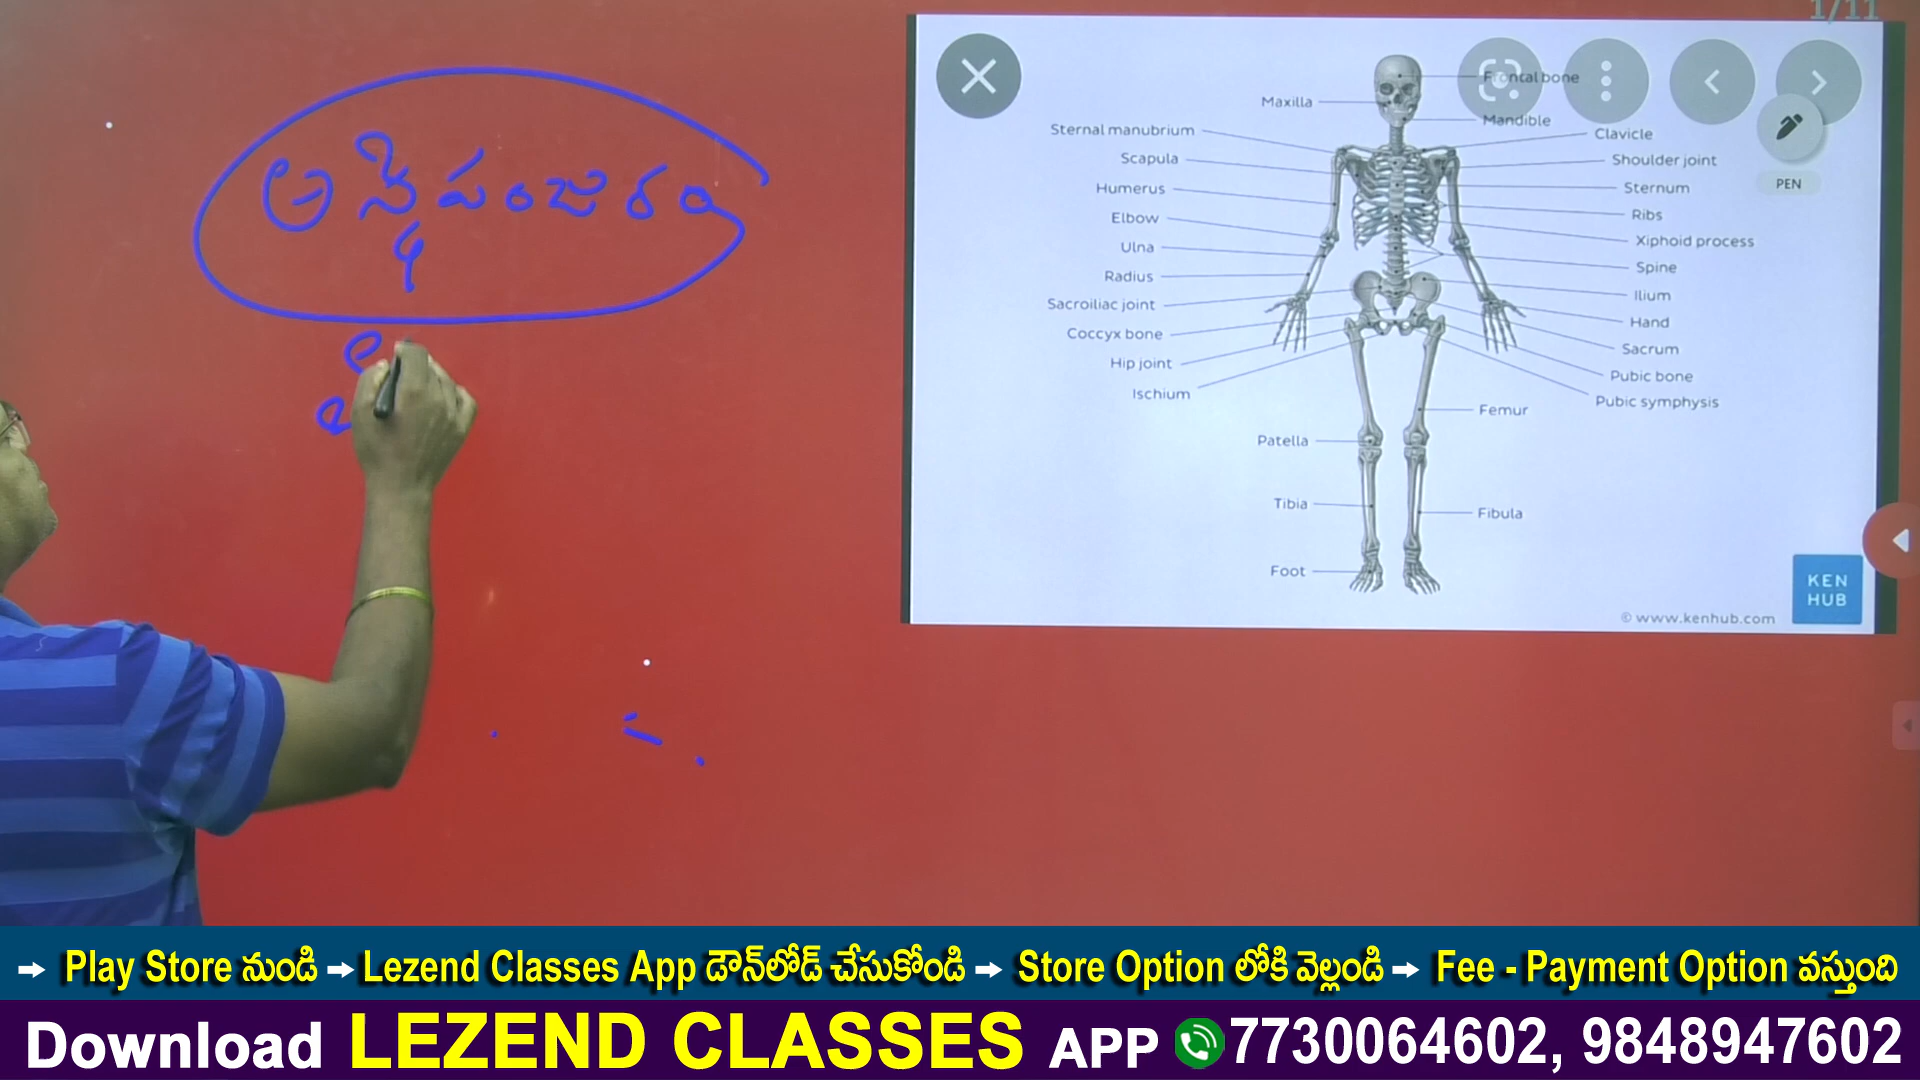 1/11
అస్థిపంజరం
Frontal bone
Maxilla
Mandible
Sternal manubrium
Clavicle
Scapula
Shoulder joint
PEN
Humerus
Sternum
Elbow
Ribs
Ulna
Xiphoid process
Radius
Spine
Sacroiliac joint
Ilium
Coccyx bone
Hand
Hip joint
Sacrum
Ischium
Pubic bone
Pubic symphysis
Femur
Patella
Tibia
Fibula
Foot
KEN
HUB
© www.kenhub.com
→ Play Store నుండి → Lezend Classes App డౌన్‌లోడ్ చేసుకోండి → Store Option లోకి వెల్లండి → Fee - Payment Option వస్తుంది
Download LEZEND CLASSES APP 7730064602, 9848947602